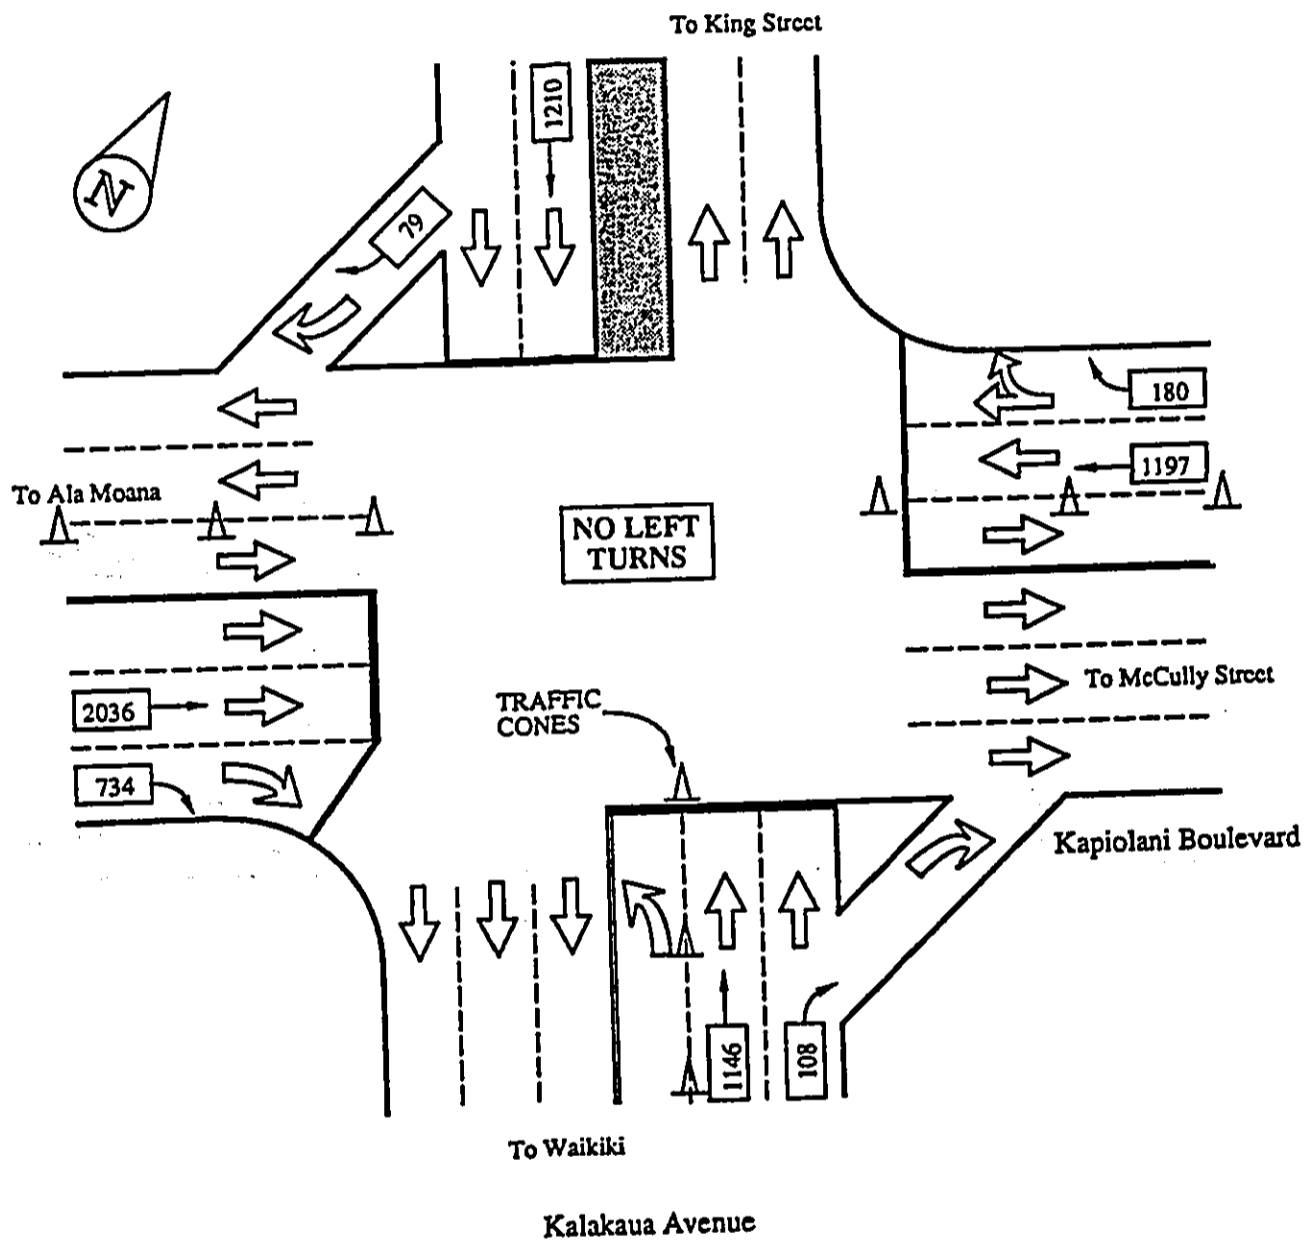 To King Street
1210
N
79
180
1197
To Ala Moana
NO LEFT
TURNS
2036
To McCully Street
TRAFFIC
CONES
734
Kapiolani Boulevard
1146
108
To Waikiki
Kalakaua Avenue